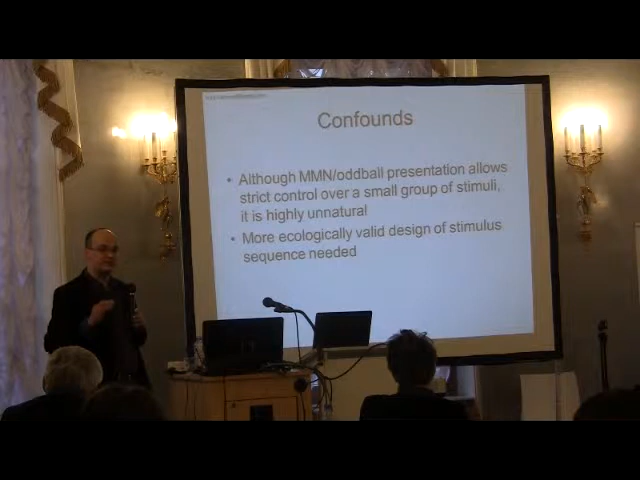 Confounds
• Although MMN/oddball presentation allows
strict control over a small group of stimuli,
it is highly unnatural
• More ecologically valid design of stimulus
sequence needed